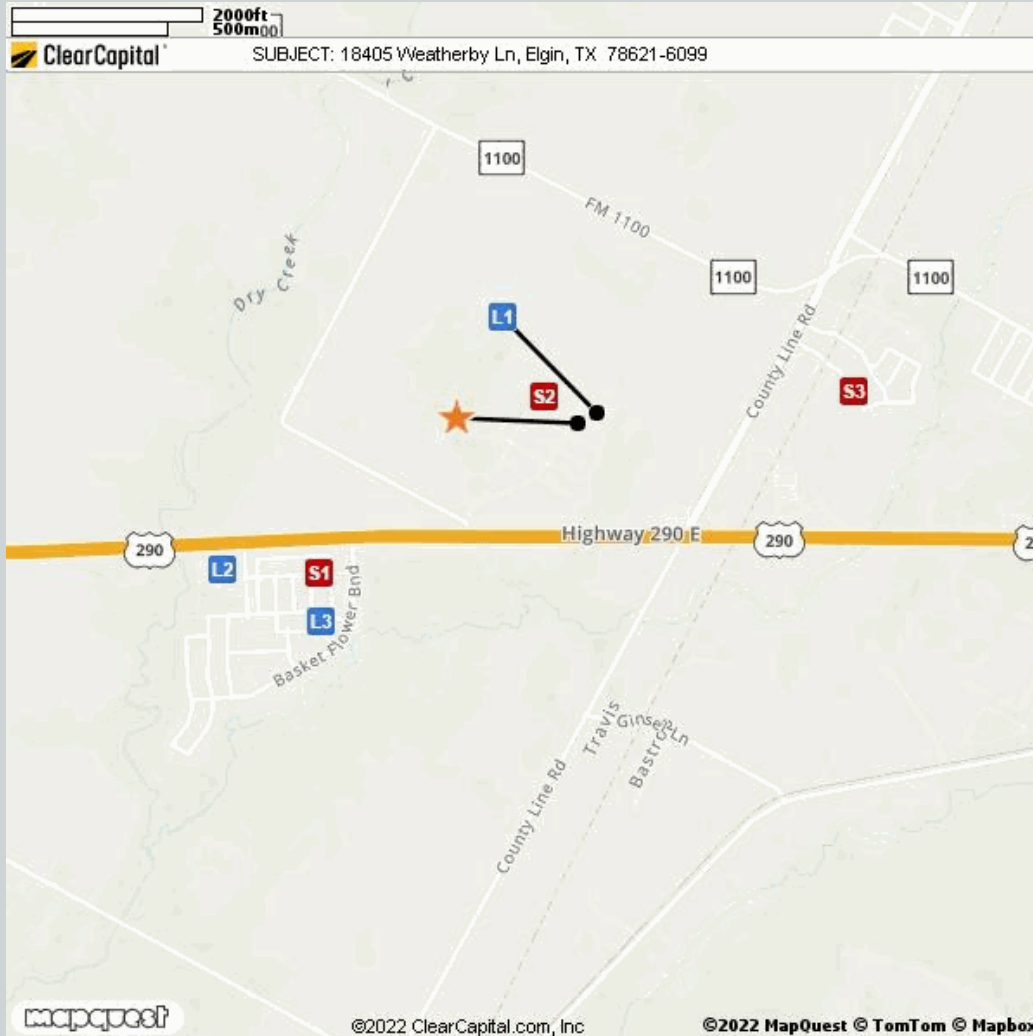 2000ft
500m
ClearCapital
SUBJECT: 18405 Weatherby Ln, Elgin, TX 78621-6099
1100
FM 1100
1100
1100
Dry Creek
L1
County Line Rd
S2
S3
Highway 290 E
290
290
L2
S1
L3
Basket Flower Bnd
Ginsel Ln
Travis
Bastrop
County Line Rd
mapquest
©2022 ClearCapital.com, Inc
©2022 MapQuest © TomTom © Mapbox